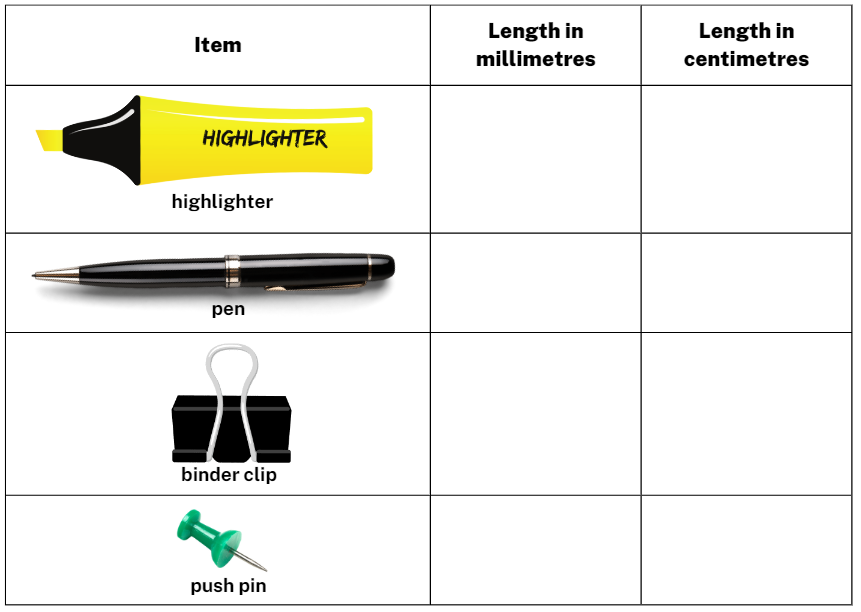 Item
Length in
millimetres
Length in
centimetres
HIGHLIGHTER
highlighter
pen
binder clip
push pin